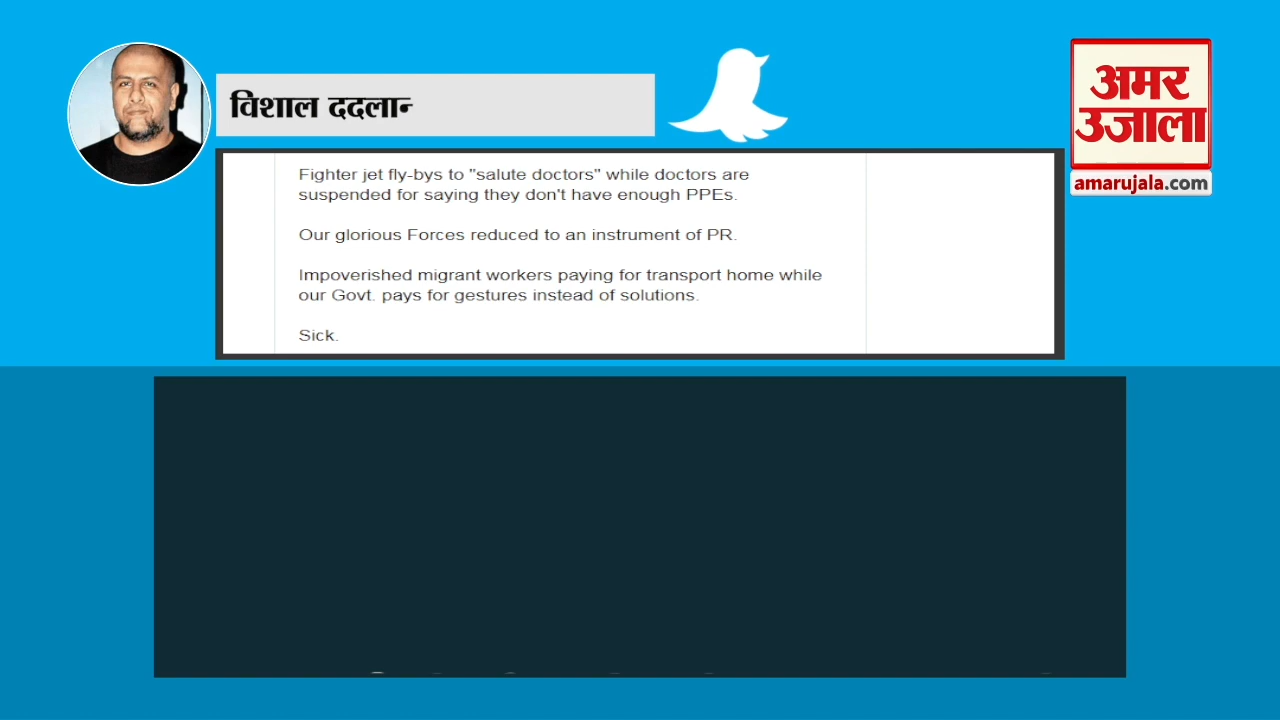 विशाल ददलान
अमर
उजाला
amarujala.com
Fighter jet fly-bys to "salute doctors" while doctors are
suspended for saying they don't have enough PPEs.
Our glorious Forces reduced to an instrument of PR.
Impoverished migrant workers paying for transport home while
our Govt. pays for gestures instead of solutions.
Sick.